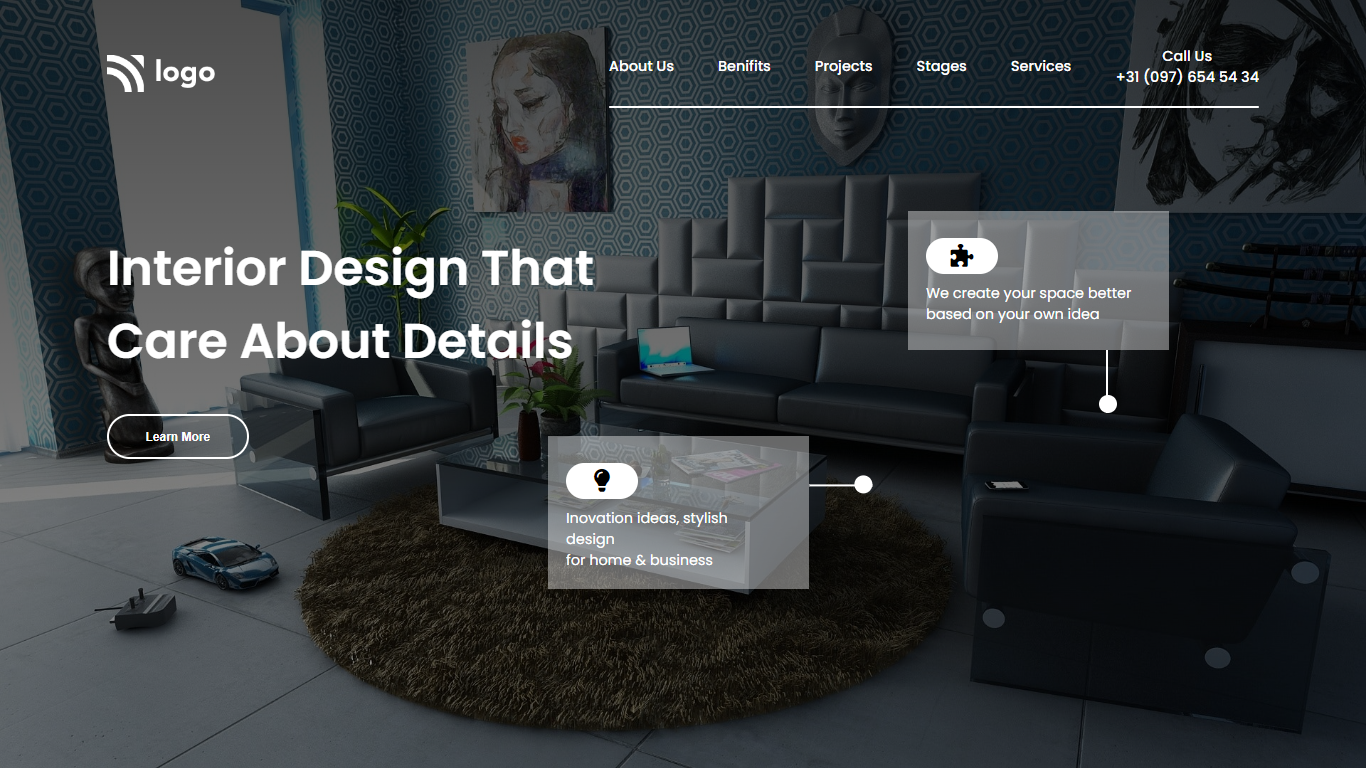 logo
About Us
Benifits
Projects
Stages
Services
Call Us
+31 (097) 654 54 34
Interior Design That
Care About Details
Learn More
We create your space better
based on your own idea
Inovation ideas, stylish
design
for home & business